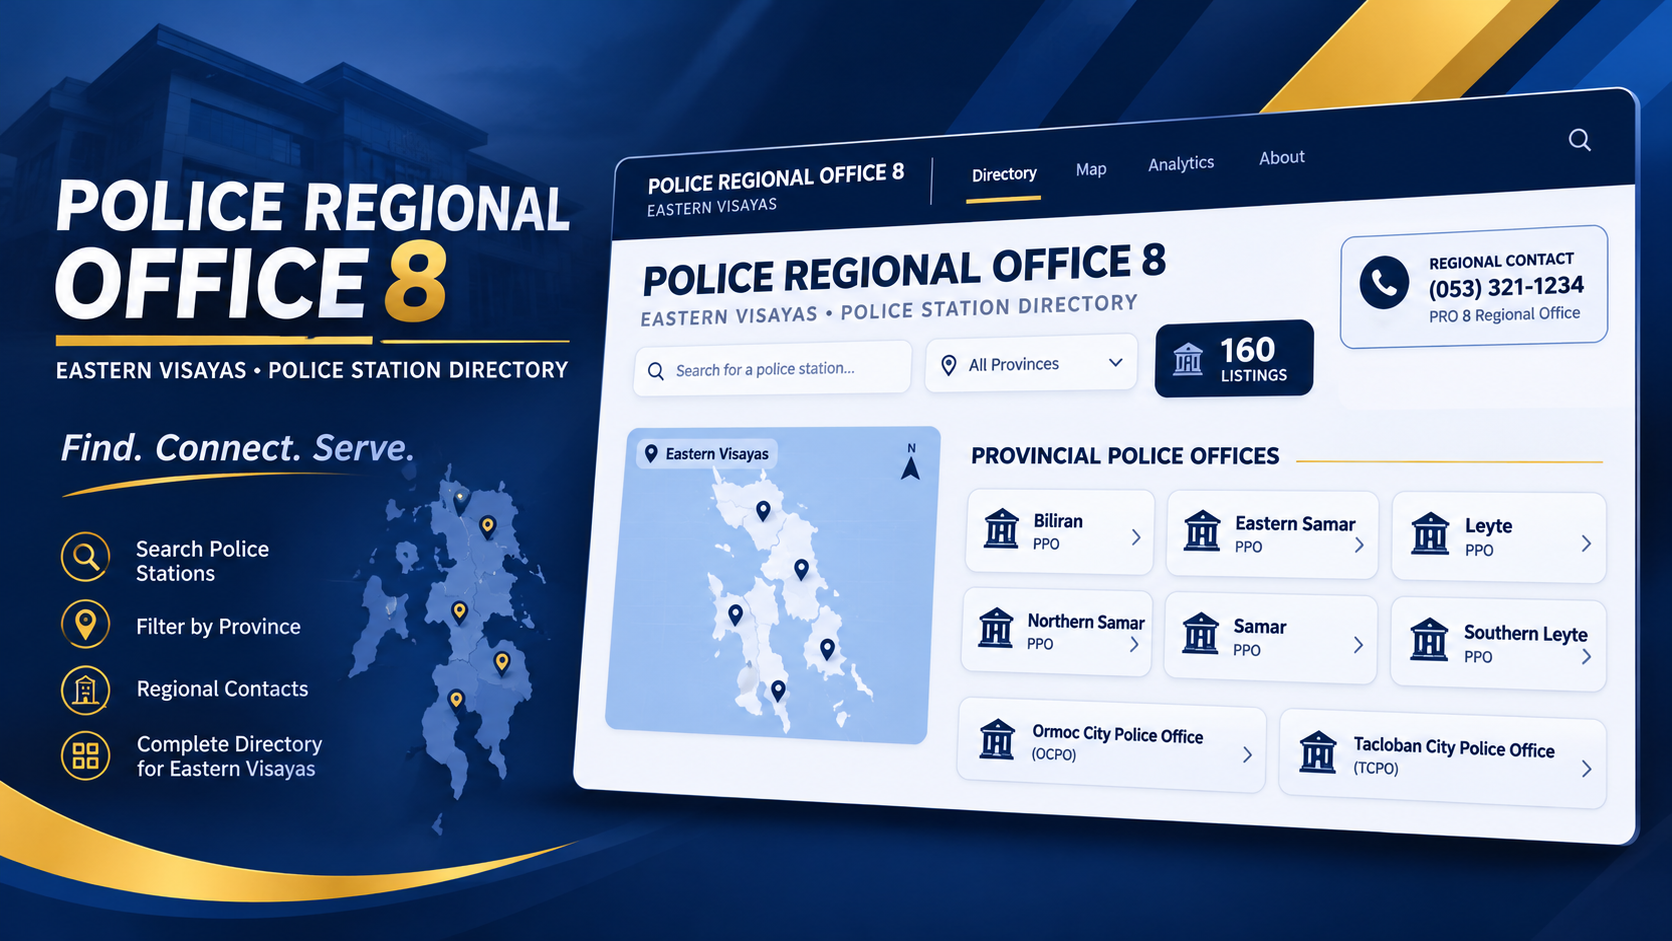 POLICE REGIONAL
OFFICE 8
EASTERN VISAYAS • POLICE STATION DIRECTORY
Find. Connect. Serve.
Search Police
Stations
Filter by Province
Regional Contacts
Complete Directory
for Eastern Visayas
POLICE REGIONAL OFFICE 8
EASTERN VISAYAS
Directory
Map
Analytics
About
POLICE REGIONAL OFFICE 8
EASTERN VISAYAS • POLICE STATION DIRECTORY
REGIONAL CONTACT
(053) 321-1234
PRO 8 Regional Office
Search for a police station...
All Provinces
160
LISTINGS
Eastern Visayas
N
PROVINCIAL POLICE OFFICES
Biliran
PPO
Eastern Samar
PPO
Leyte
PPO
Northern Samar
PPO
Samar
PPO
Southern Leyte
PPO
Ormoc City Police Office
(OCPO)
Tacloban City Police Office
(TCPO)